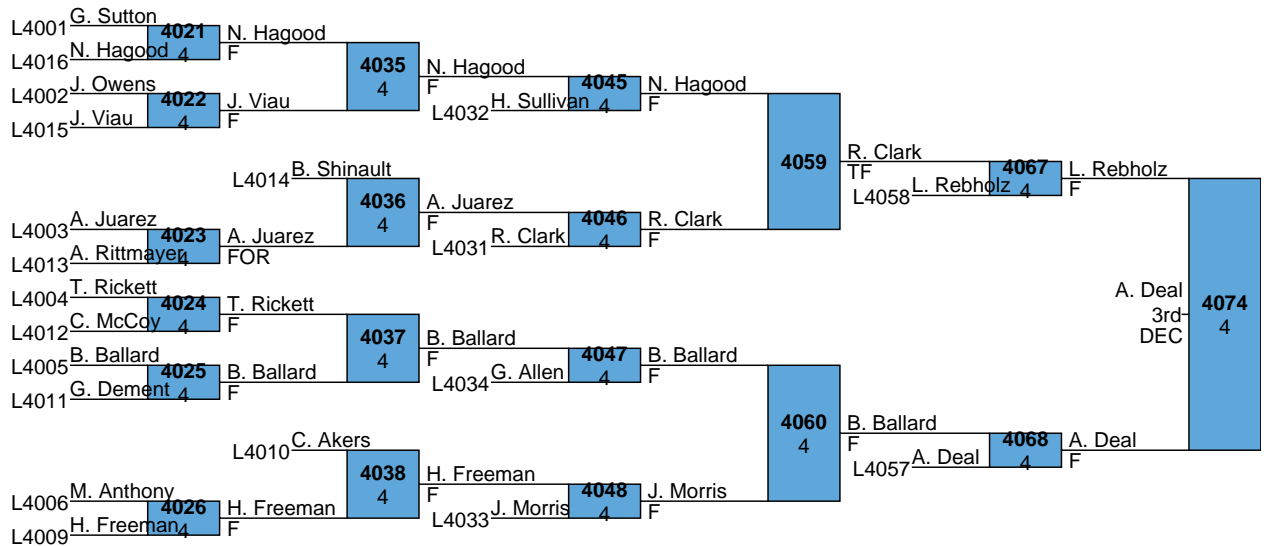 G. Sutton
L4001
4021
4
N. Hagood
F
L4016
N. Hagood
4035
4
N. Hagood
F
J. Owens
L4002
4022
4
J. Viau
F
L4015
J. Viau
L4032
H. Sullivan
4045
4
N. Hagood
F
4059
R. Clark
TF
L4014
B. Shinault
4036
4
A. Juarez
F
A. Juarez
L4003
4023
4
A. Juarez
FOR
L4013
A. Rittmayer
L4031
R. Clark
4046
4
R. Clark
F
L4058
L. Rebholz
4067
4
L. Rebholz
F
T. Rickett
L4004
4024
4
T. Rickett
F
L4012
C. McCoy
4037
4
B. Ballard
F
B. Ballard
L4005
4025
4
B. Ballard
F
L4011
G. Dement
L4034
G. Allen
4047
4
B. Ballard
F
A. Deal
3rd
DEC
4074
4
4060
4
B. Ballard
F
C. Akers
L4010
4038
4
H. Freeman
F
M. Anthony
L4006
4026
4
H. Freeman
F
L4009
H. Freeman
L4033
J. Morris
4048
4
J. Morris
F
L4057
A. Deal
4068
4
A. Deal
F